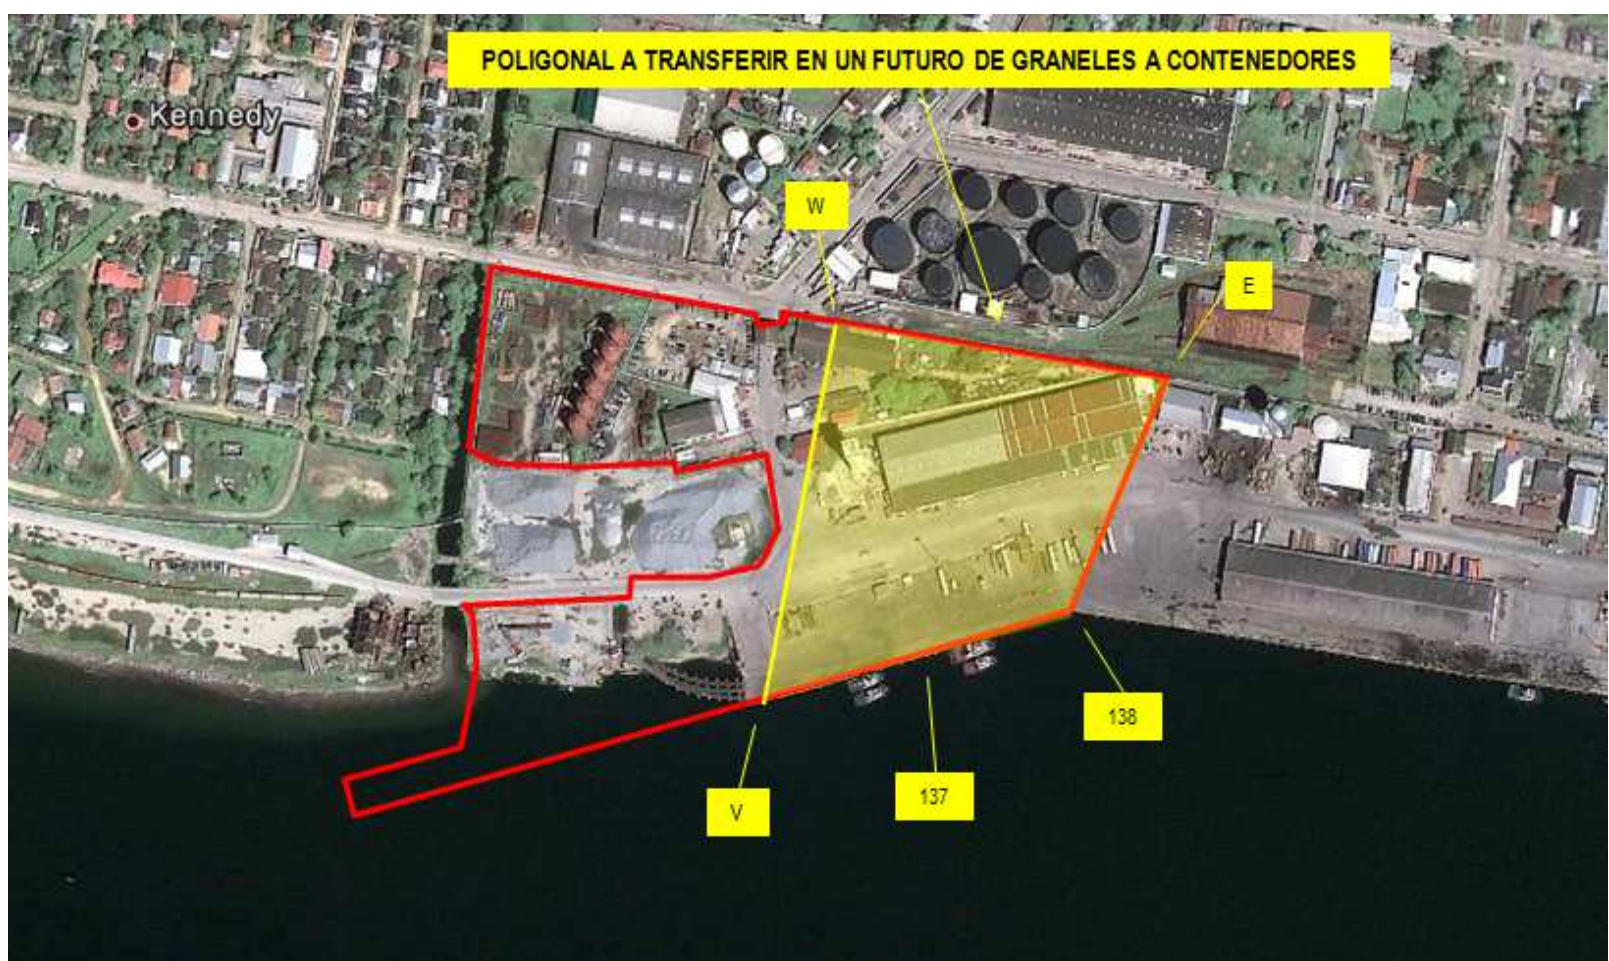 POLIGONAL A TRANSFERIR EN UN FUTURO DE GRANELES A CONTENEDORES
Kennedy
W
E
138
137
V